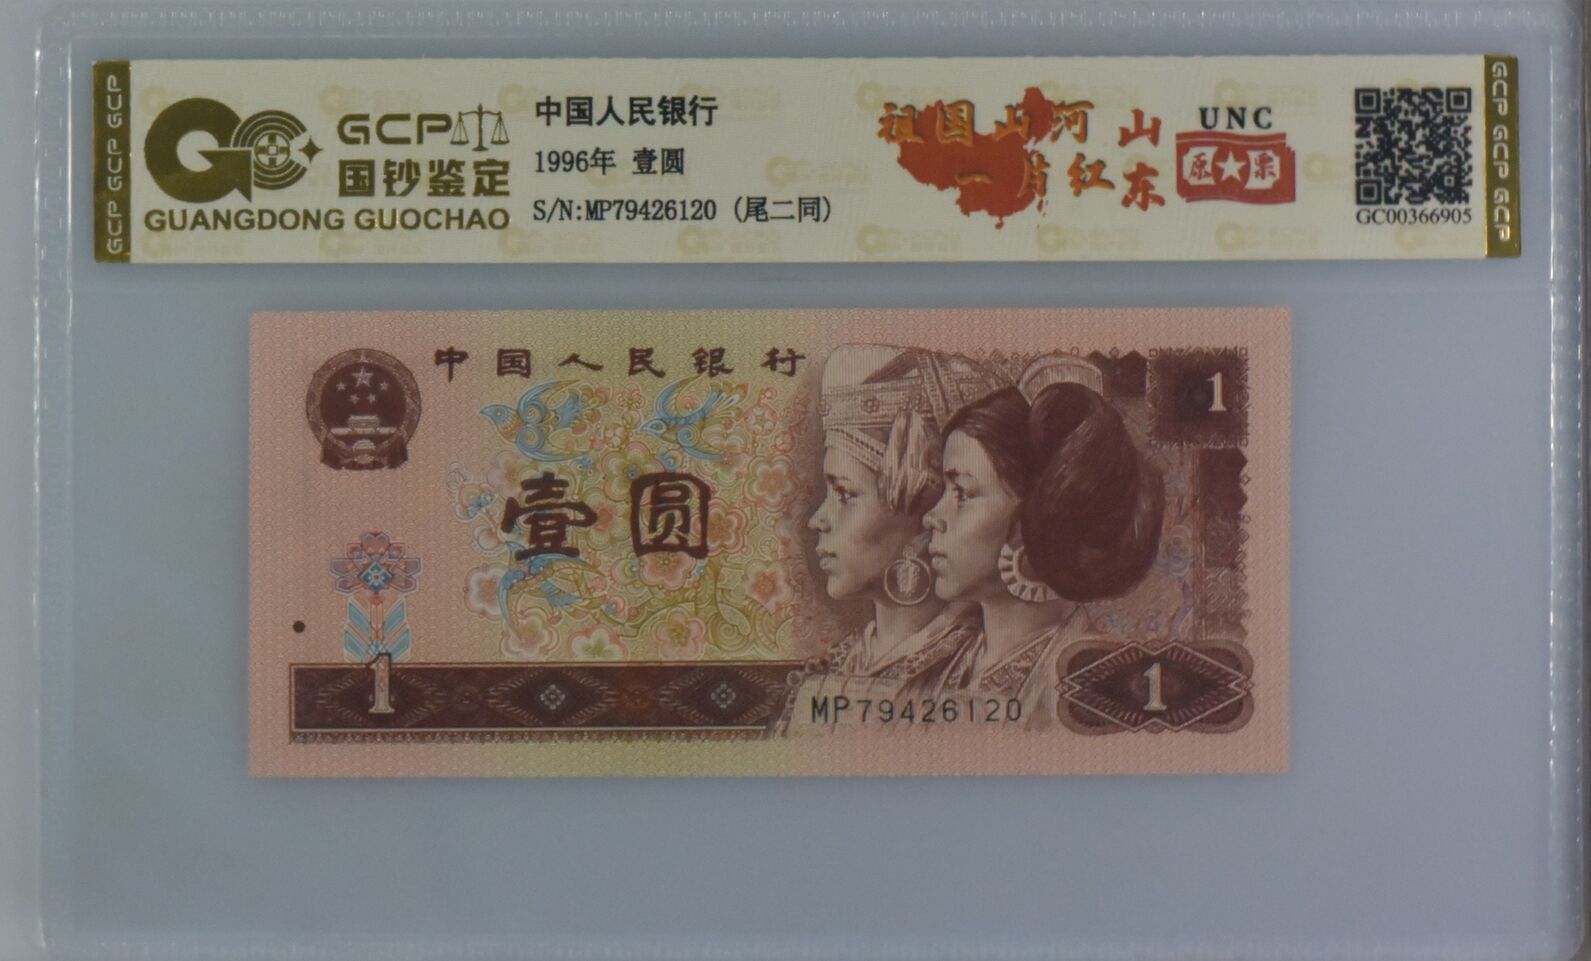 GCP GCP GCP
GCP
国钞鉴定
GUANGDONG GUOCHAO
中国人民银行
1996年 壹圆
S/N:MP79426120 (尾二同)
祖国山河
一片红
山东
UNC
原票
GC00366905
GCP GCP GCP
中国人民银行
1
壹圆
1
MP79426120
1